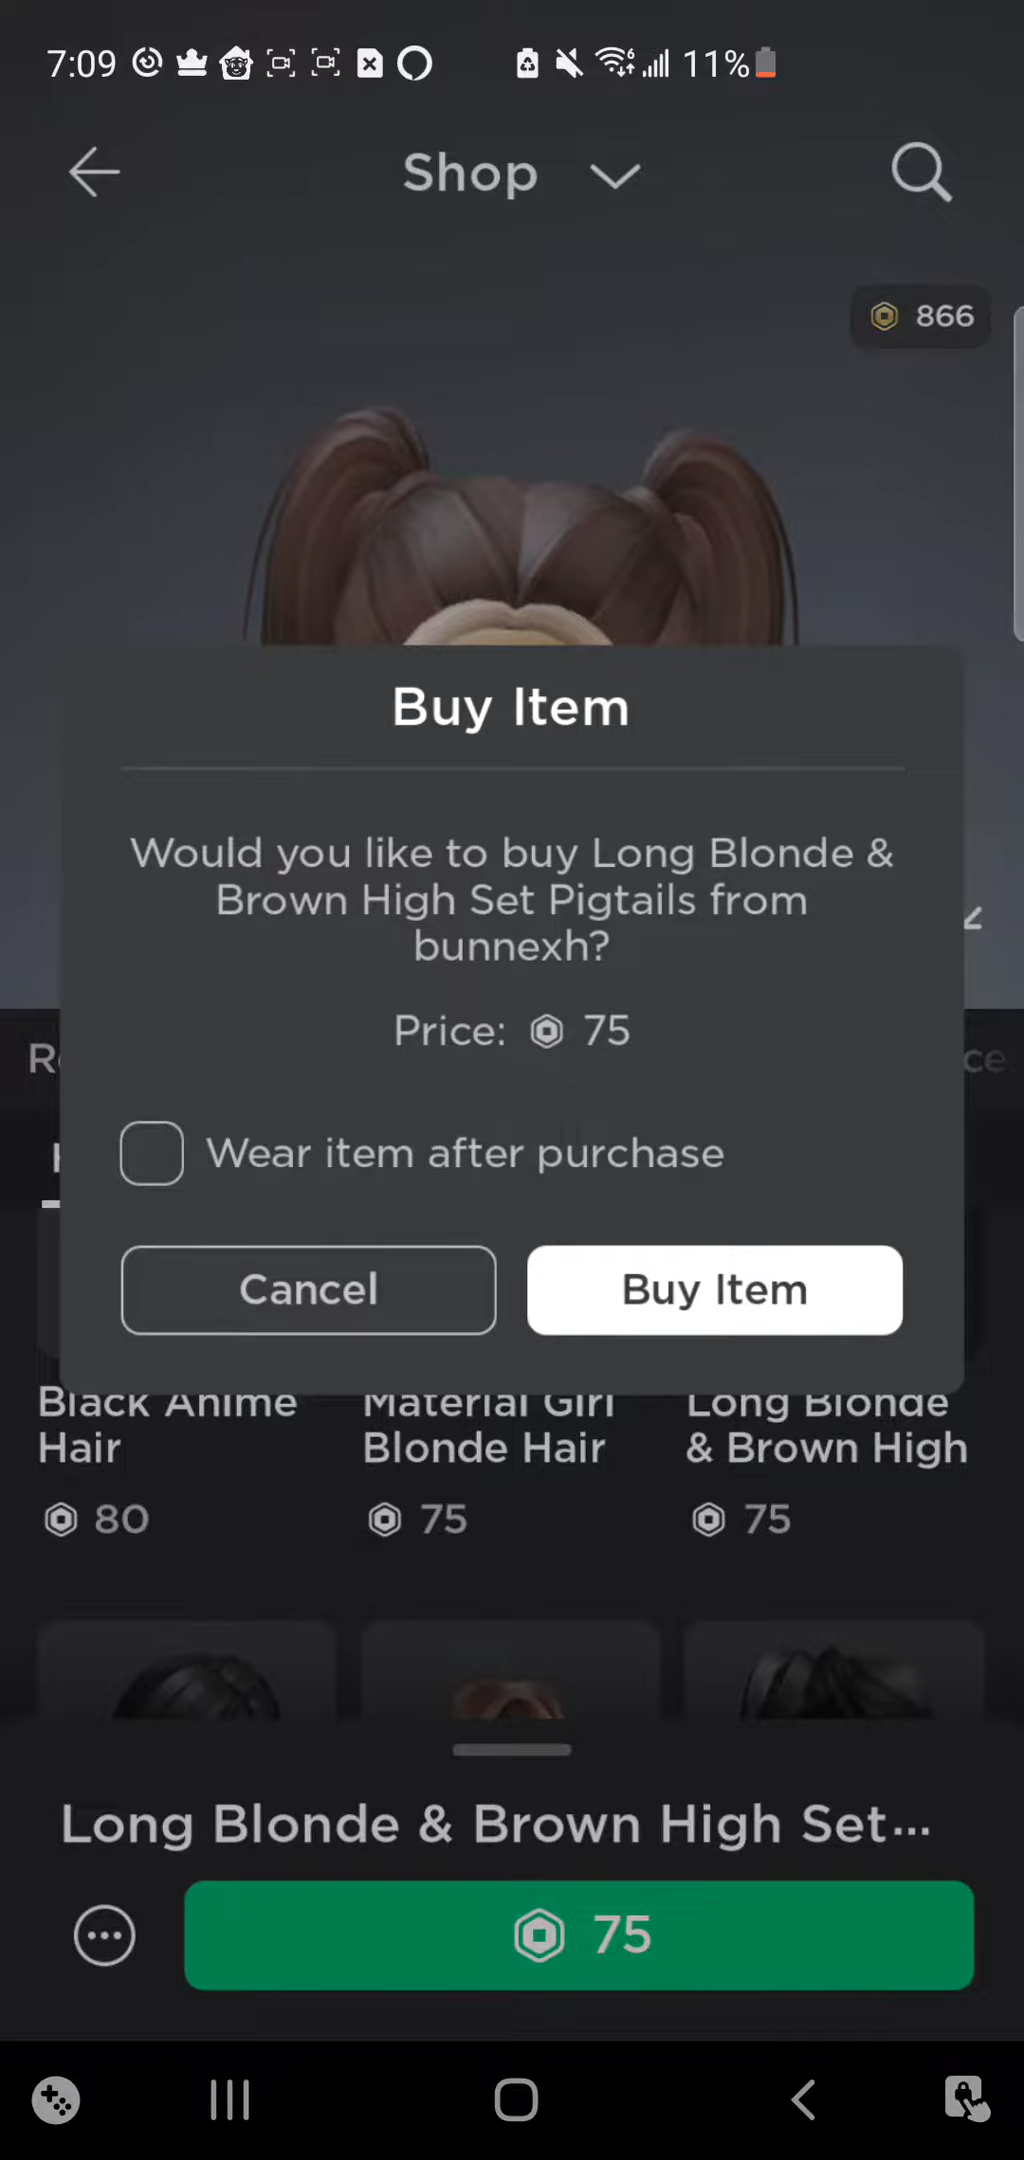 7:09
11%
Shop
866
Buy Item
Would you like to buy Long Blonde &
Brown High Set Pigtails from
bunnexh?
Price: 75
Wear item after purchase
Cancel
Buy Item
Black Anime
Hair
80
Material Girl
Blonde Hair
75
Long Blonde
& Brown High
75
Long Blonde & Brown High Set...
75